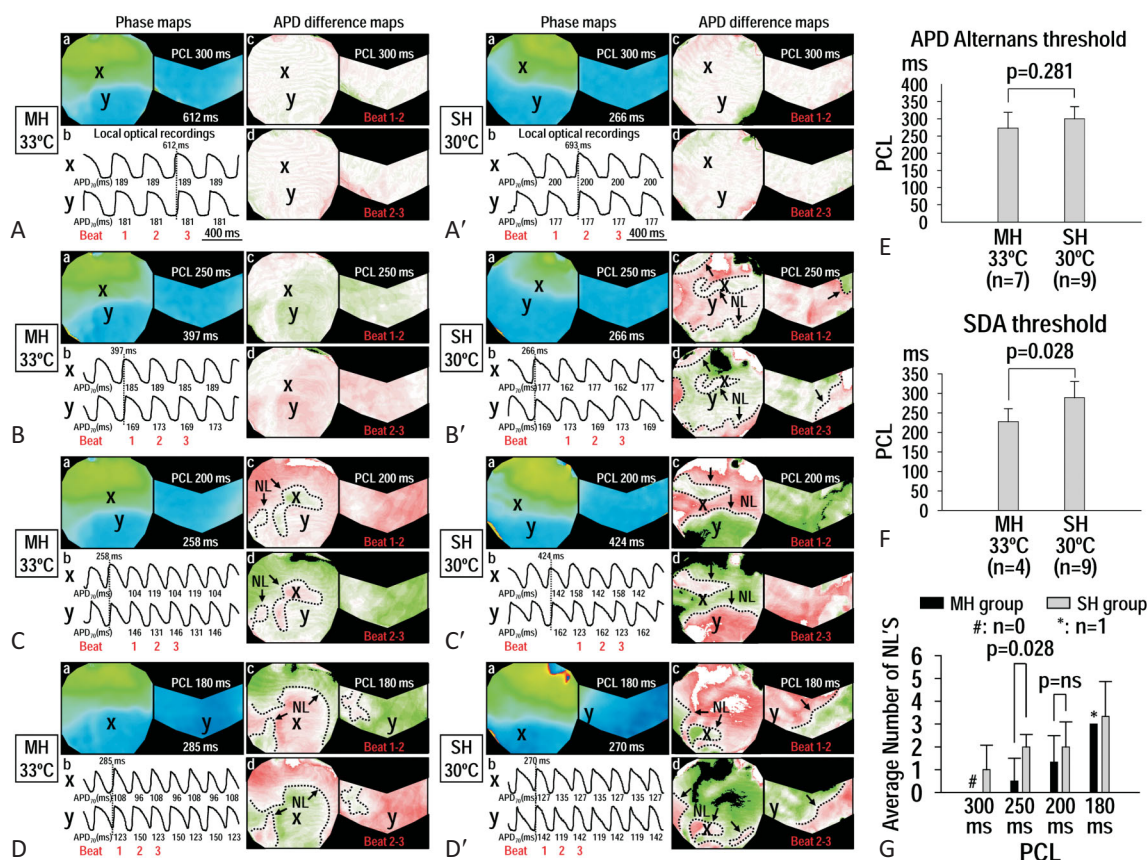 Phase maps
APD difference maps
MH
33ºC
a
PCL 300 ms
x
y
612 ms
c
Beat 1-2
b
Local optical recordings
612 ms
x
APD70(ms) 189 189 189 189
y
APD70(ms) 181 181 181 181
Beat 1 2 3 400 ms
d
x
y
Beat 2-3
A
Phase maps
APD difference maps
SH
30ºC
a
PCL 300 ms
x
y
266 ms
c
PCL 300 ms
x
y
Beat 1-2
b
Local optical recordings
693 ms
x
APD70(ms) 200 200 200 200
y
APD70(ms) 177 177 177 177
Beat 1 2 3 400 ms
d
x
y
Beat 2-3
A′
MH
33ºC
a
PCL 250 ms
x
y
397 ms
c
PCL 250 ms
x
y
Beat 1-2
b
397 ms
x
APD70(ms) 185 189 185 189
y
APD70(ms) 169 173 169 173
Beat 1 2 3
d
x
y
Beat 2-3
B
SH
30ºC
a
PCL 250 ms
x
y
266 ms
c
PCL 250 ms
x
NL
y
Beat 1-2
b
266 ms
x
APD70(ms) 177 162 177 162 177
y
APD70(ms) 169 173 169 173 169
Beat 1 2 3
d
x
NL
y
Beat 2-3
B′
MH
33ºC
a
PCL 200 ms
x
y
258 ms
c
PCL 200 ms
NL
x
y
Beat 1-2
b
258 ms
x
APD70(ms) 104 119 104 119 104
y
APD70(ms) 146 131 146 131 146
Beat 1 2 3
d
NL
x
y
Beat 2-3
C
SH
30ºC
a
PCL 200 ms
x
y
424 ms
c
PCL 200 ms
x
NL
y
Beat 1-2
b
424 ms
x
APD70(ms) 142 158 142 158 142
y
APD70(ms) 162 123 162 123 162
Beat 1 2 3
d
x
NL
y
Beat 2-3
C′
MH
33ºC
a
PCL 180 ms
x
y
285 ms
c
PCL 180 ms
NL
x
y
Beat 1-2
b
285 ms
x
APD70(ms) 108 96 108 96 108 96 108
y
APD70(ms) 123 150 123 150 123 150 123
Beat 1 2 3
d
NL
x
y
Beat 2-3
D
SH
30ºC
a
PCL 180 ms
x
y
270 ms
c
PCL 180 ms
NL
x
y
Beat 1-2
b
270 ms
x
APD70(ms) 127 135 127 135 127 135 127
y
APD70(ms) 142 119 142 119 142 119 142
Beat 1 2 3
d
NL
x
y
Beat 2-3
D′
APD Alternans threshold
ms
p=0.281
400
350
300
250
200
150
100
50
0
PCL
MH SH
33ºC 30ºC
(n=7) (n=9)
E
SDA threshold
ms
p=0.028
350
300
250
200
150
100
50
0
PCL
MH SH
33ºC 30ºC
(n=4) (n=9)
F
MH group SH group
#: n=0 *: n=1
p=0.028
p=ns
6
5
4
3
2
1
0
Average Number of NL'S
#
*
300 250 200 180
ms ms ms ms
PCL
G